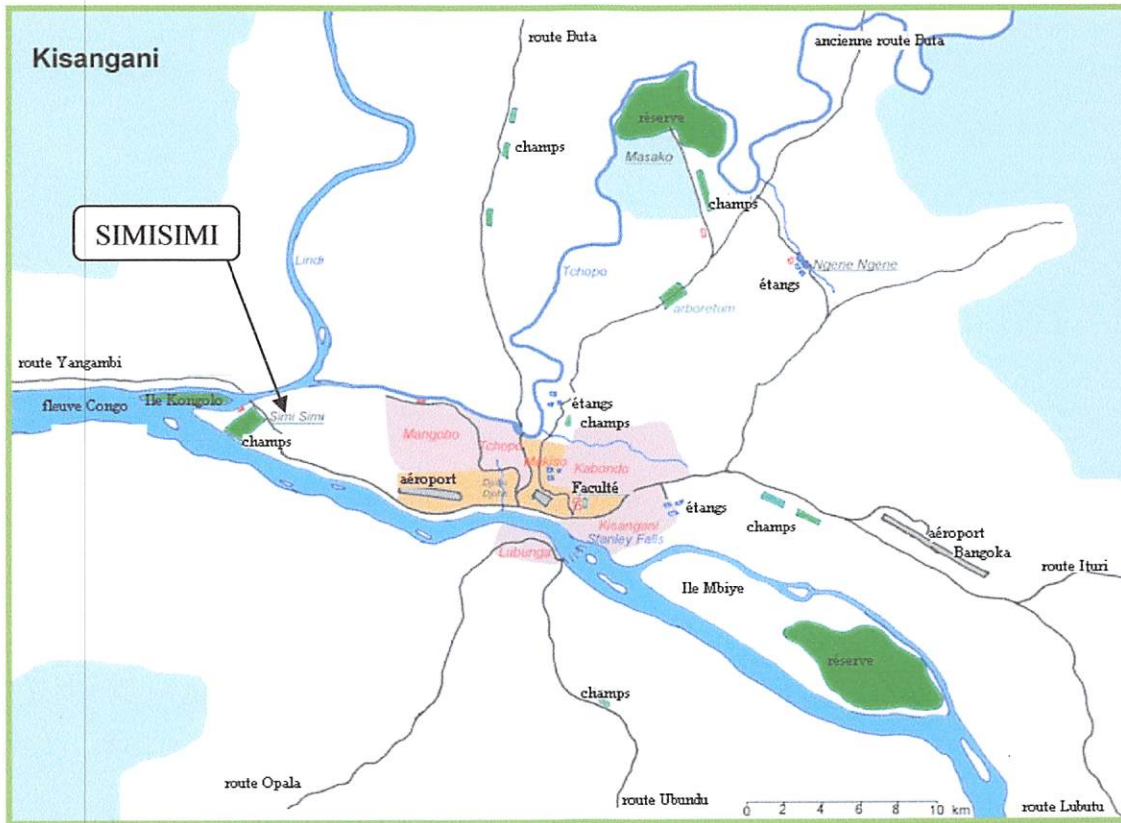 Kisangani
route Buta
ancienne route Buta
réserve
Masako
champs
champs
SIMISIMI
Lindi
Tchopo
Ngene Ngene
étangs
arboretum
route Yangambi
fleuve Congo
Ile Kongolo
Simi Simi
champs
étangs
champs
Mangobo
Tchopo
Makiso
Kabondo
aéroport
Djubu
Djubu
Faculté
Kisangani
Stanley Falls
étangs
champs
aéroport
Bangoka
route Ituri
Lubunga
Ile Mbiye
réserve
champs
route Opala
route Ubundu
0 2 4 6 8 10 km
route Lubutu